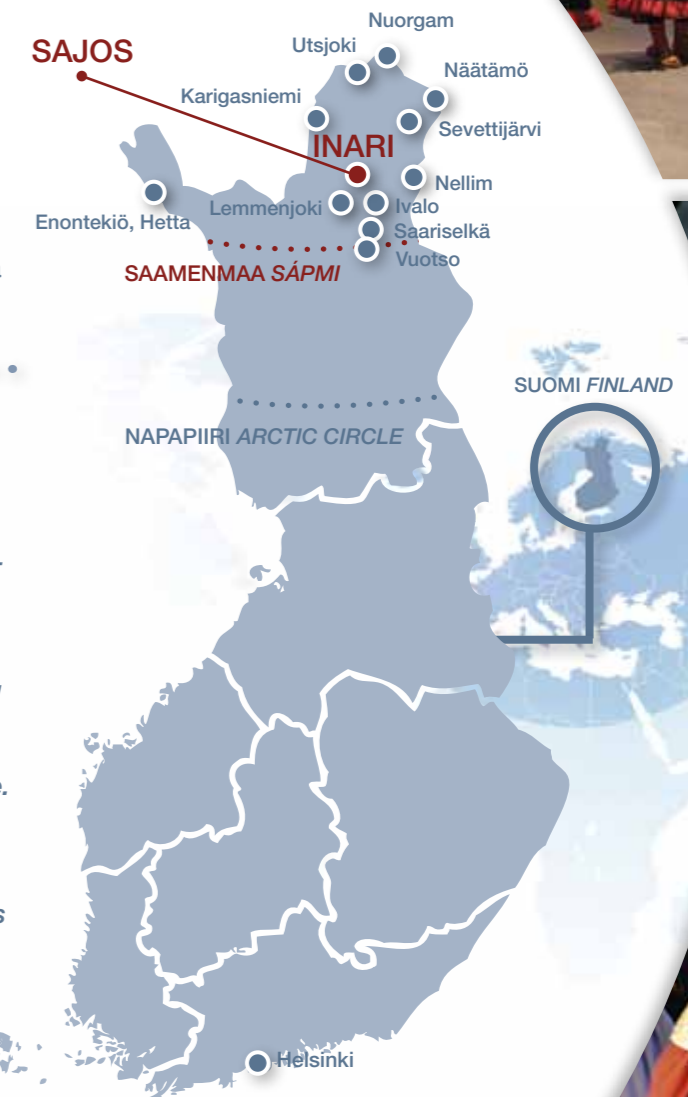 Nuorgam
SAJOS
Utsjoki
Näätämö
Karigasniemi
Sevettijärvi
INARI
Nellim
Lemmenjoki
Ivalo
Enontekiö, Hetta
Saariselkä
Vuotso
SAAMENMAA SÁPMI
SUOMI FINLAND
NAPAPIIRI ARCTIC CIRCLE
Helsinki